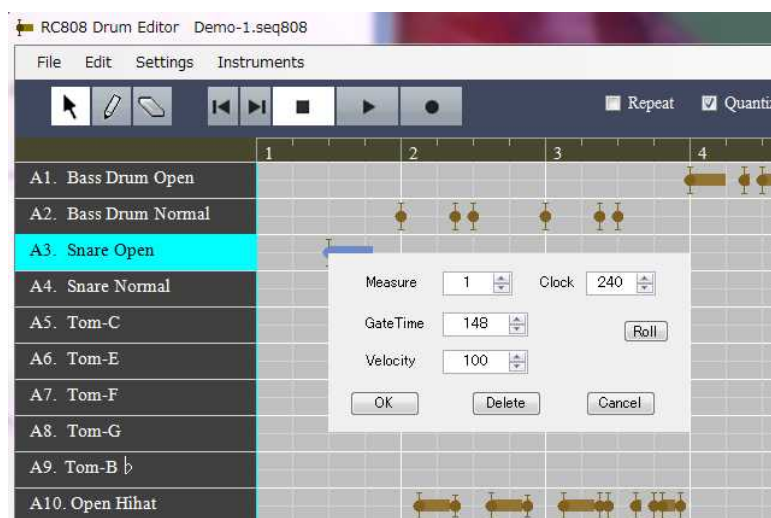 RC808 Drum Editor Demo-1.seq808
File Edit Settings Instruments
Repeat Quanti
1 2 3 4
A1. Bass Drum Open
A2. Bass Drum Normal
A3. Snare Open
A4. Snare Normal
A5. Tom-C
A6. Tom-E
A7. Tom-F
A8. Tom-G
A9. Tom-B♭
A10. Open Hihat
Measure 1 Clock 240
GateTime 148 Roll
Velocity 100
OK Delete Cancel